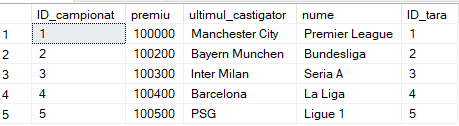 ID_campionat premiu ultimul_castigator nume ID_tara
1 1 100000 Manchester City Premier League 1
2 2 100200 Bayern Munchen Bundesliga 2
3 3 100300 Inter Milan Seria A 3
4 4 100400 Barcelona La Liga 4
5 5 100500 PSG Ligue 1 5